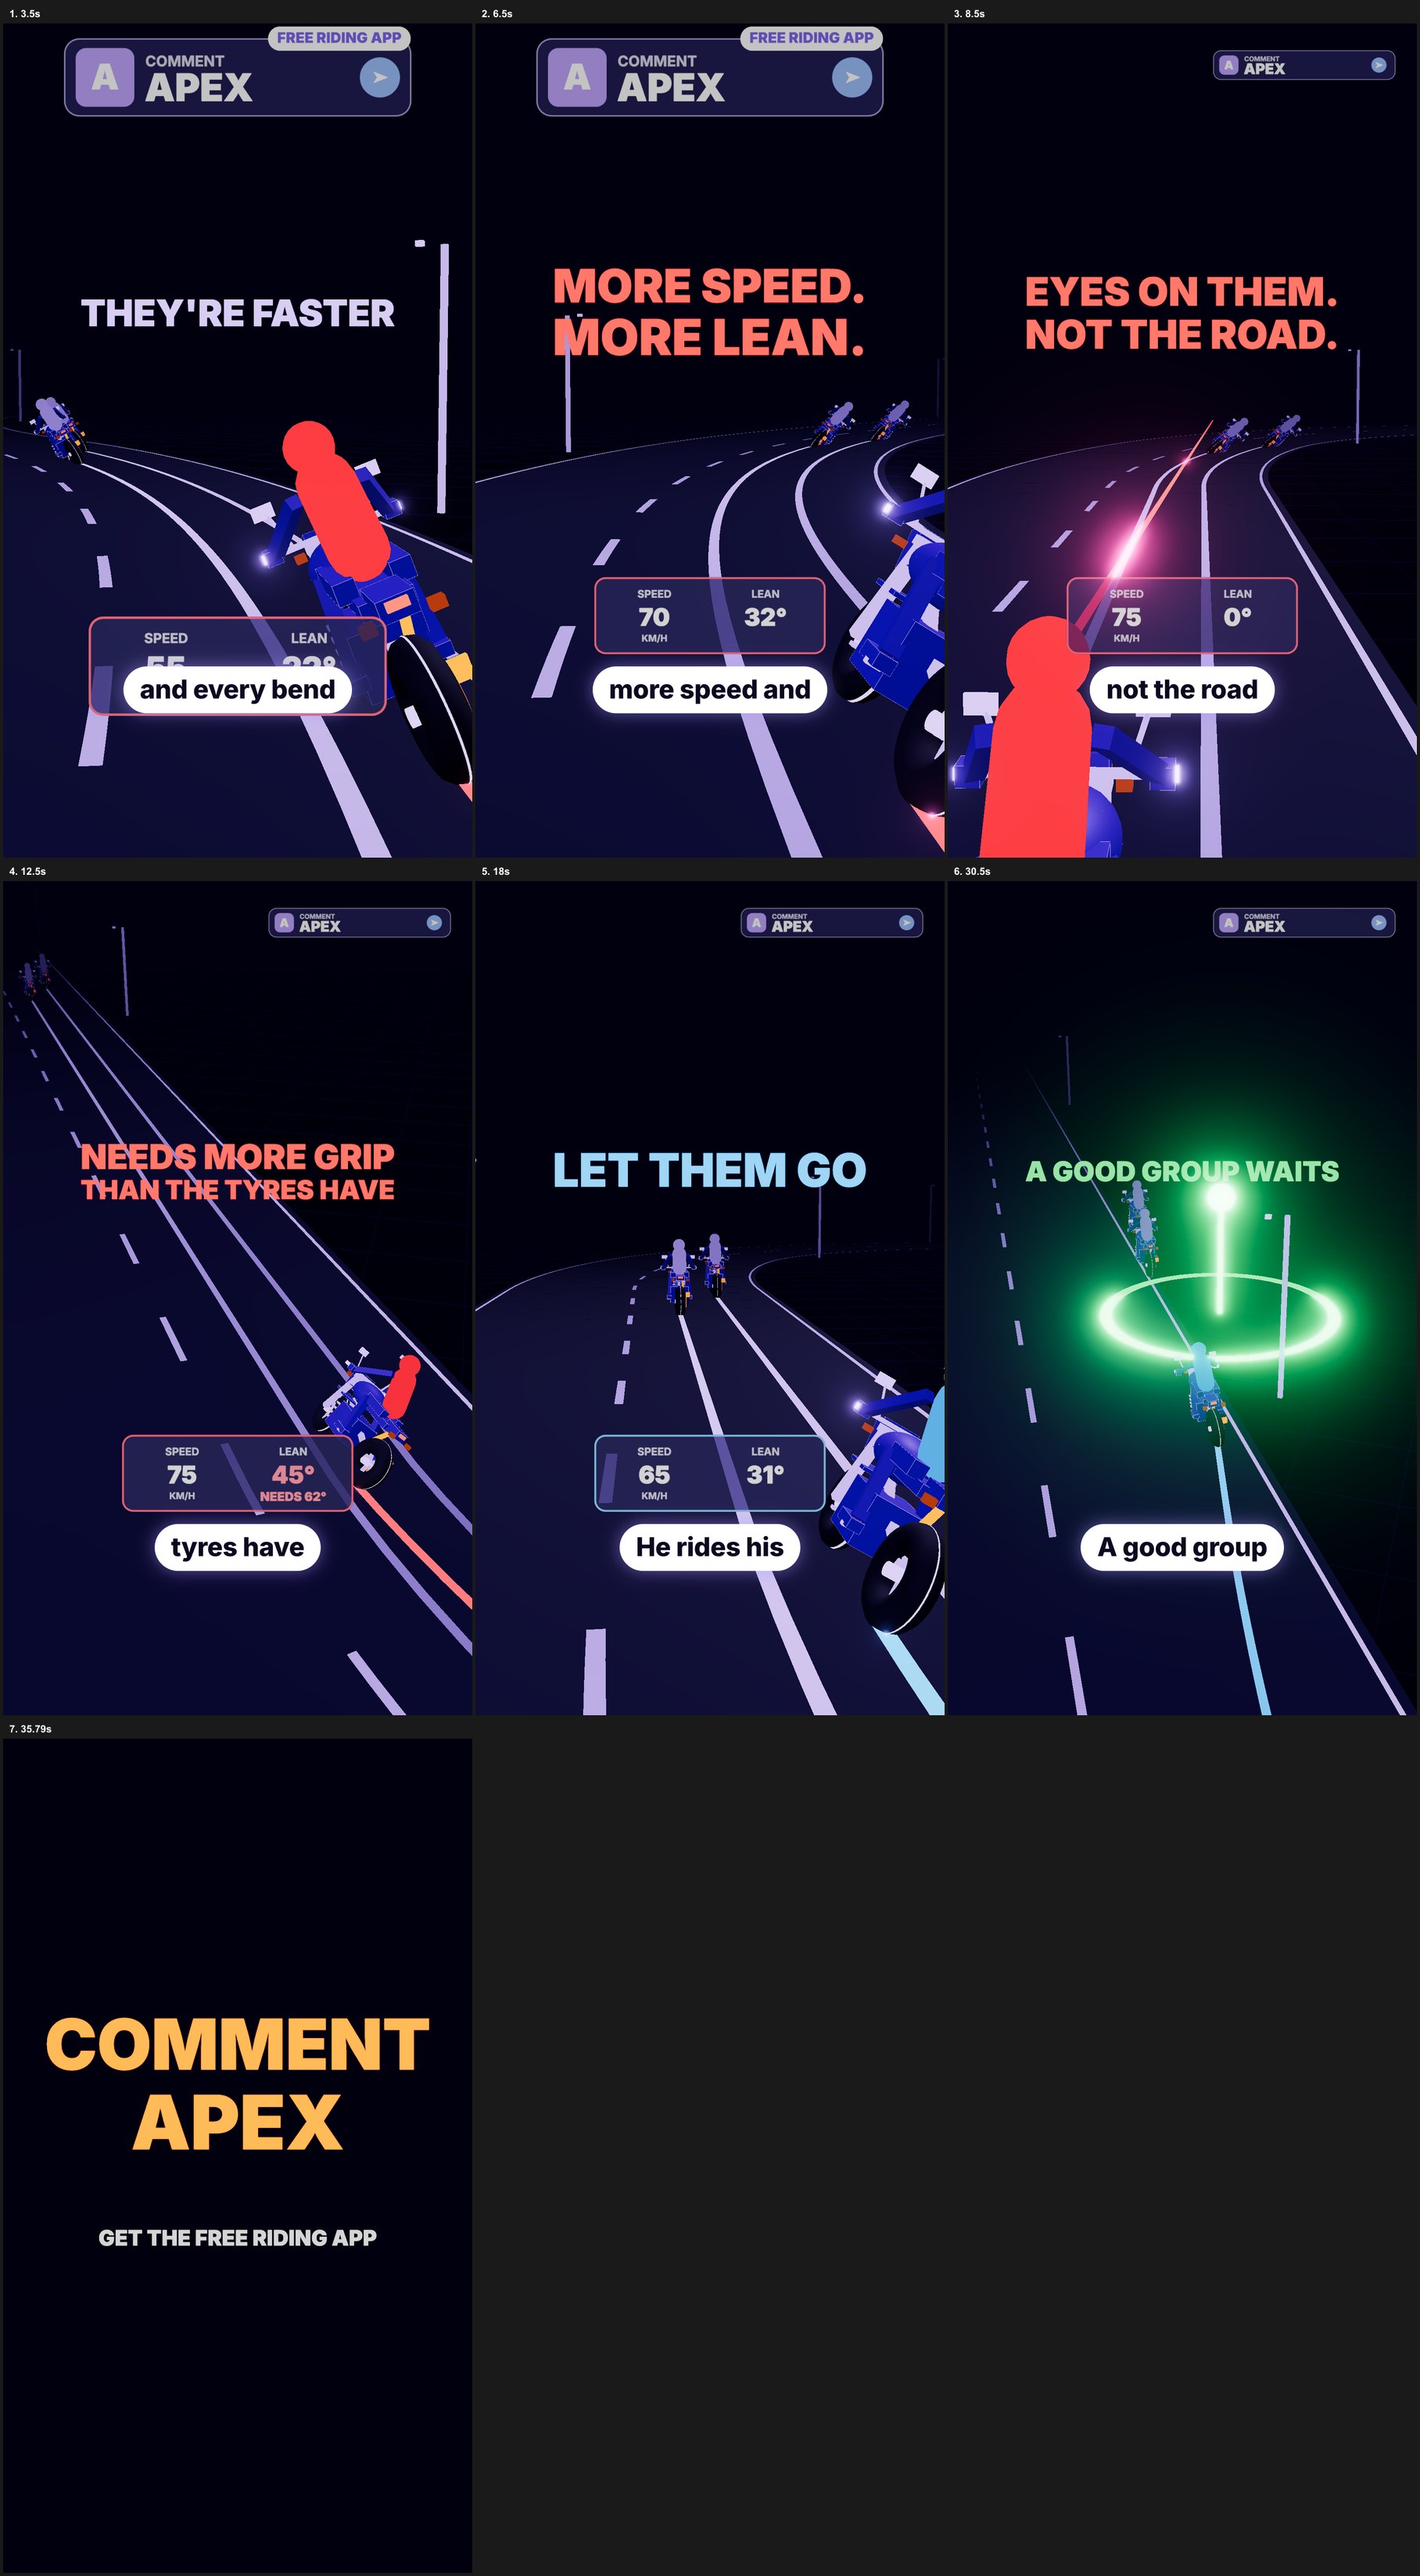 1. 3.5s
FREE RIDING APP
A
COMMENT
APEX
THEY'RE FASTER
SPEED
LEAN
and every bend
2. 6.5s
FREE RIDING APP
A
COMMENT
APEX
MORE SPEED.
MORE LEAN.
SPEED
LEAN
70
32°
KM/H
more speed and
3. 8.5s
A
COMMENT
APEX
EYES ON THEM.
NOT THE ROAD.
SPEED
LEAN
75
0°
KM/H
not the road
4. 12.5s
A
COMMENT
APEX
NEEDS MORE GRIP
THAN THE TYRES HAVE
SPEED
LEAN
75
45°
KM/H
NEEDS 62°
tyres have
5. 18s
A
COMMENT
APEX
LET THEM GO
SPEED
LEAN
65
31°
KM/H
He rides his
6. 30.5s
A
COMMENT
APEX
A GOOD GROUP WAITS
A good group
7. 35.79s
COMMENT
APEX
GET THE FREE RIDING APP